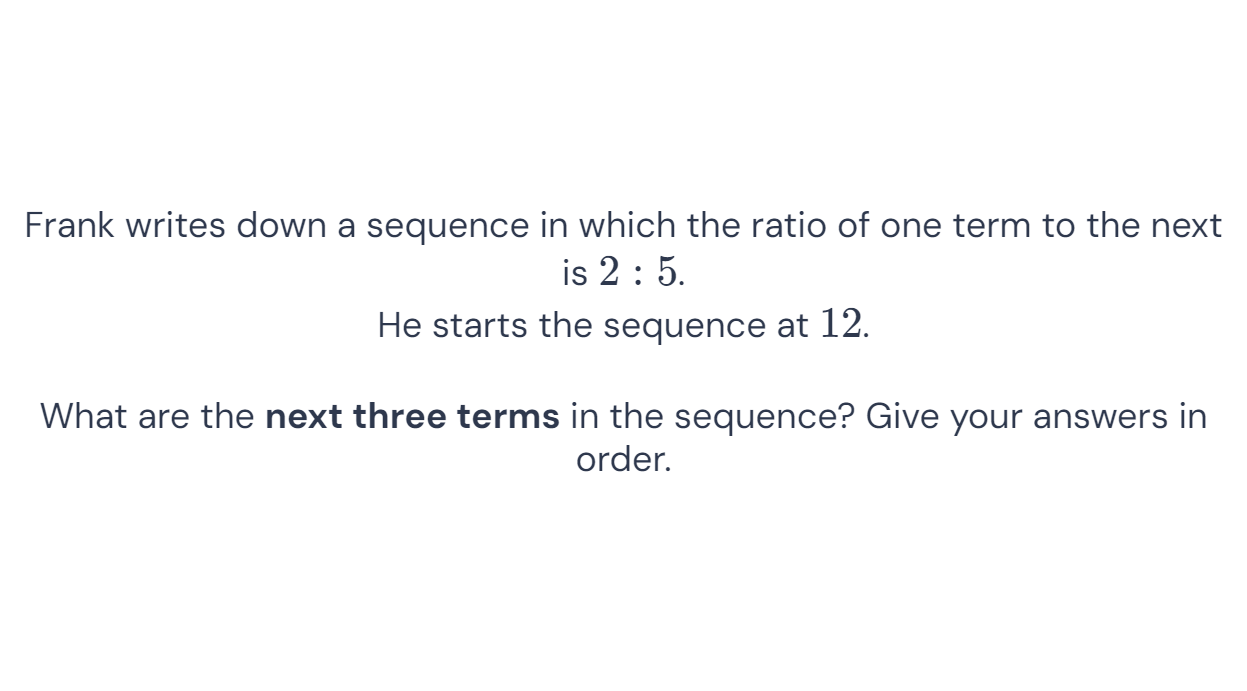 Frank writes down a sequence in which the ratio of one term to the next
is 2 : 5.
He starts the sequence at 12.
What are the next three terms in the sequence? Give your answers in
order.